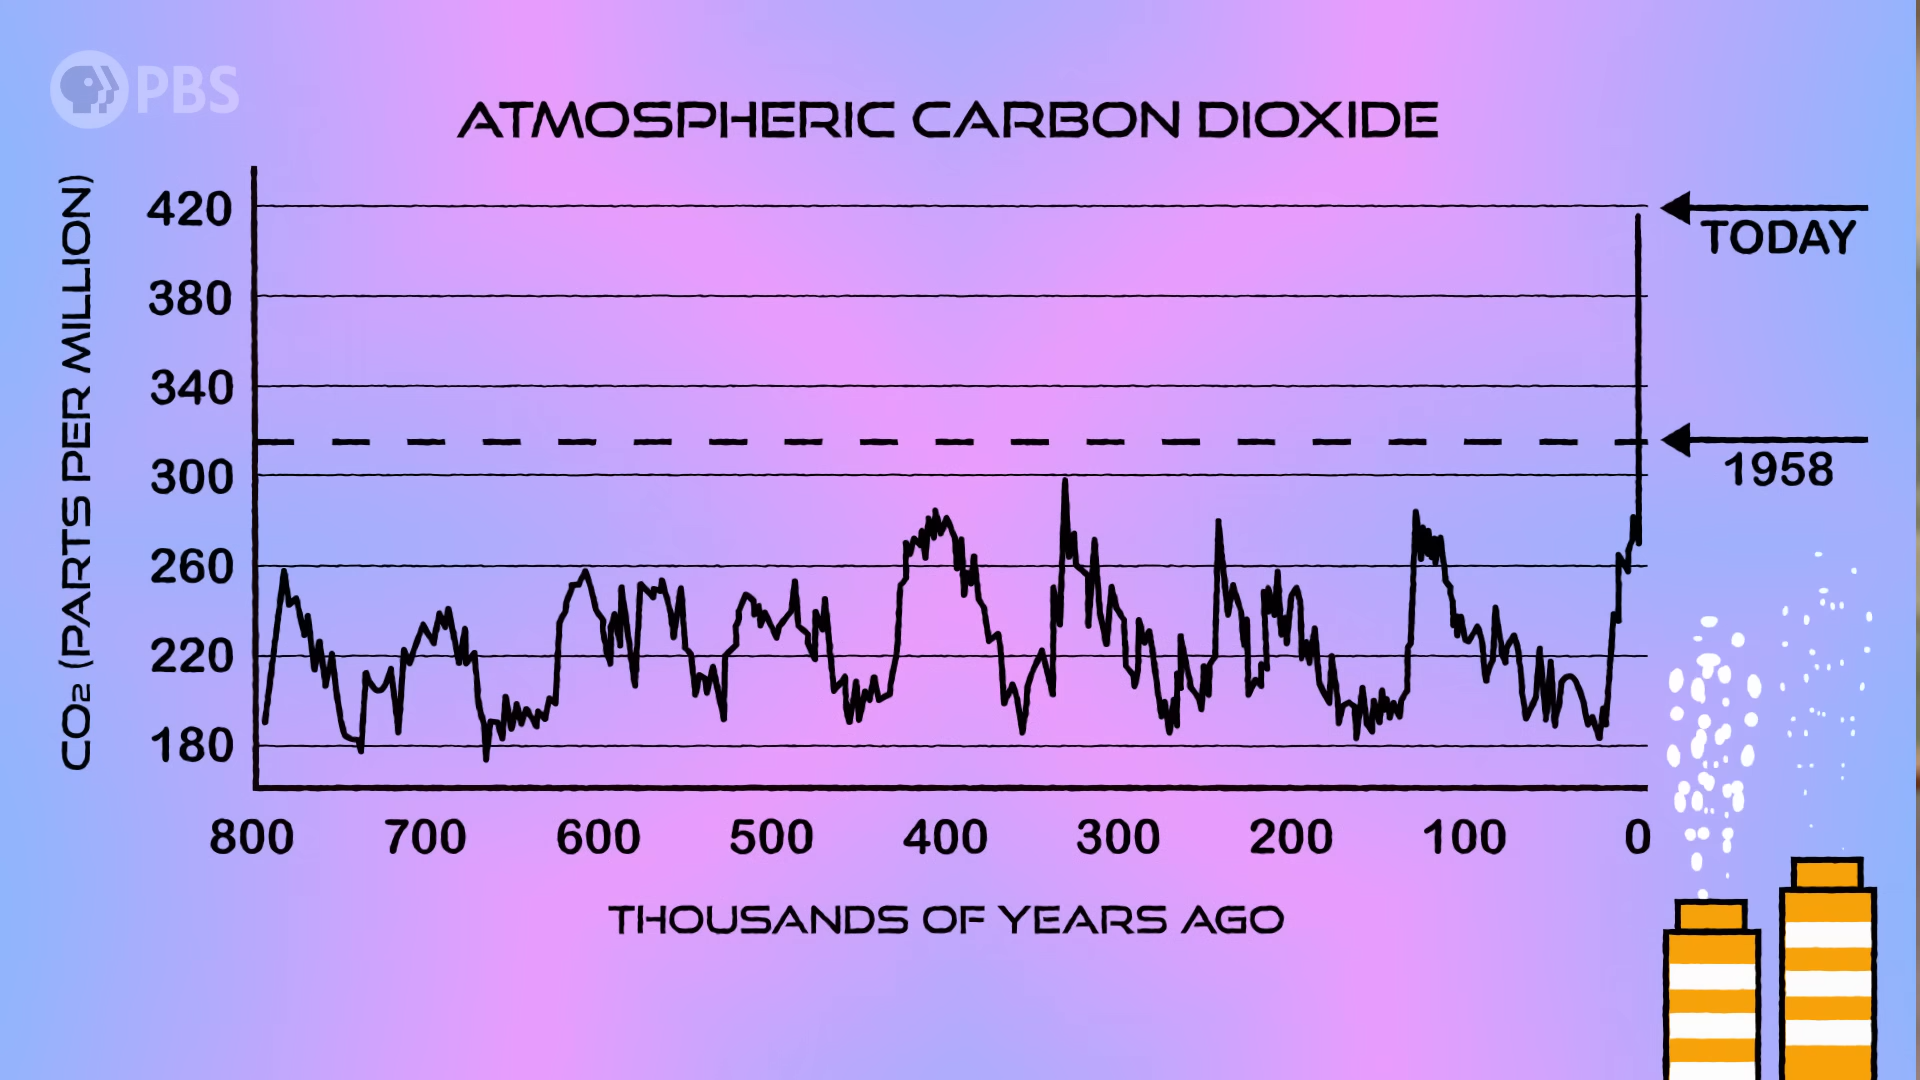 PBS
ATMOSPHERIC CARBON DIOXIDE
CO₂ (PARTS PER MILLION)
420
380
340
300
260
220
180
TODAY
1958
800 700 600 500 400 300 200 100 0
THOUSANDS OF YEARS AGO